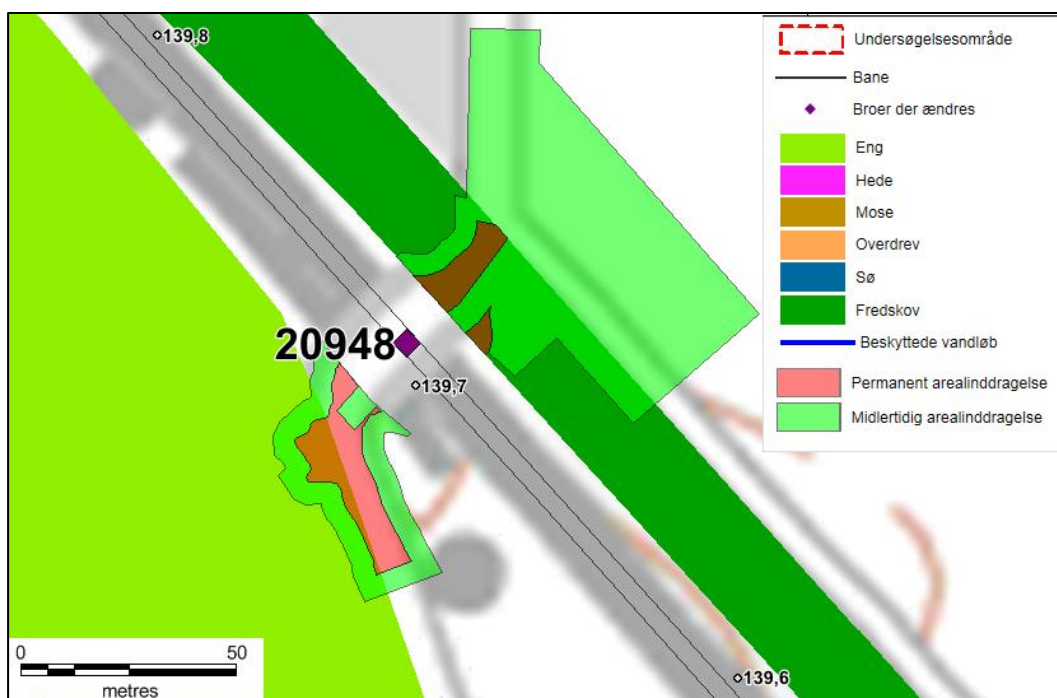 139,8
20948
139,7
139,6
0 50
metres
Undersøgelsesområde
Bane
Broer der ændres
Eng
Hede
Mose
Overdrev
Sø
Fredskov
Beskyttede vandløb
Permanent arealinddragelse
Midlertidig arealinddragelse